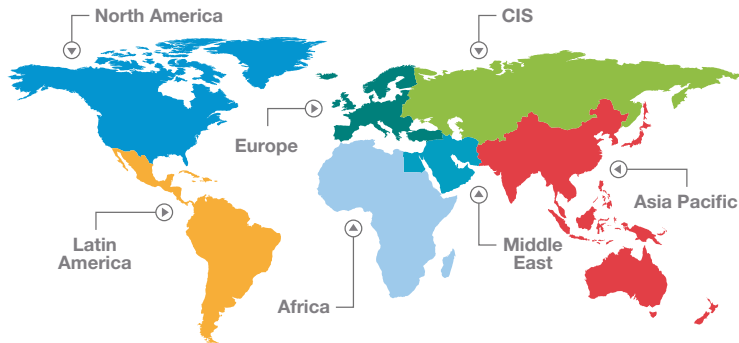 North America
CIS
Europe
Asia Pacific
Latin
America
Middle
East
Africa